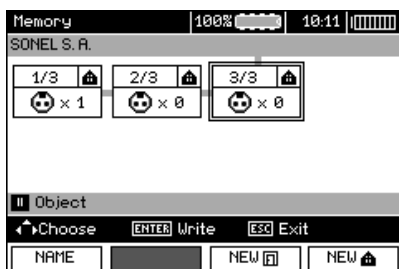 Memory 100% 10:11
SONEL S. A.
1/3 2/3 3/3
x 1 x 0 x 0
Object
Choose ENTER Write ESC Exit
NAME NEW NEW